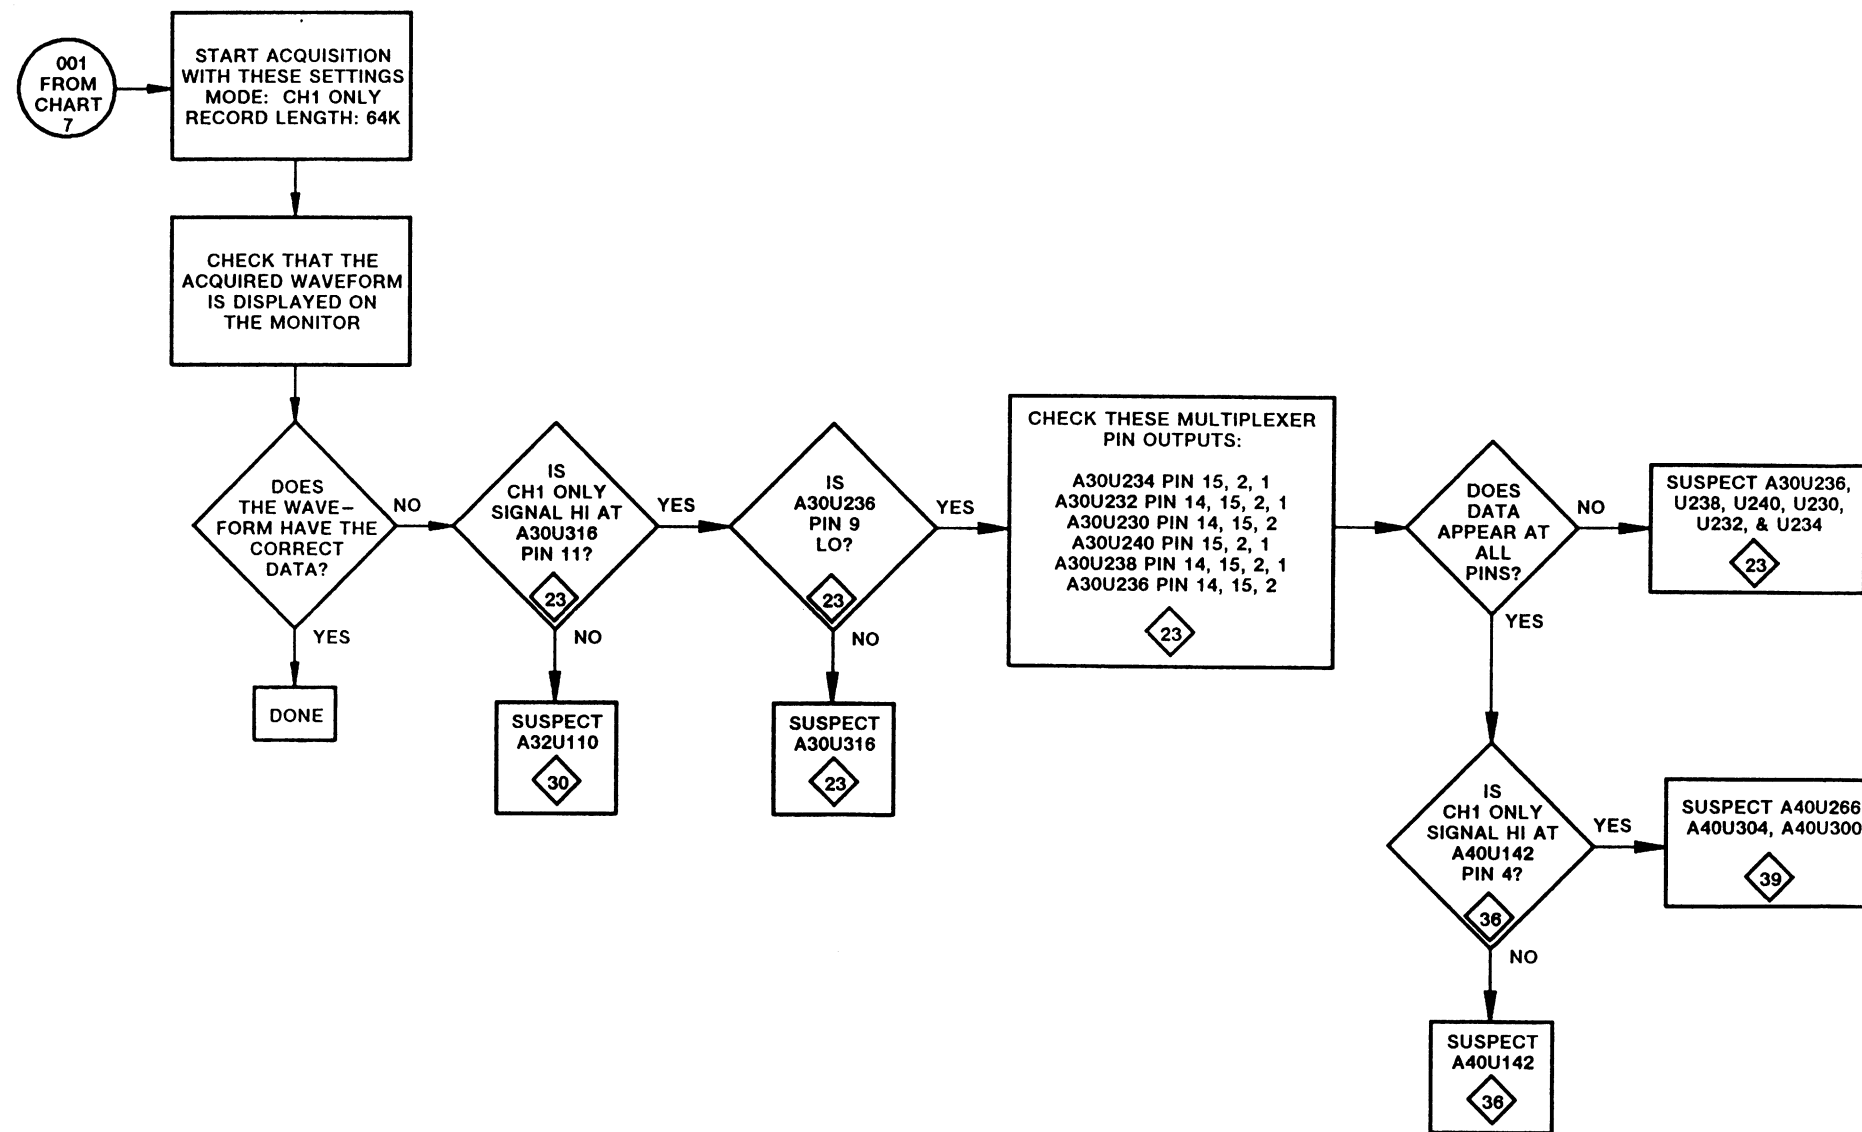 001
FROM
CHART
7
START ACQUISITION
WITH THESE SETTINGS
MODE: CH1 ONLY
RECORD LENGTH: 64K
CHECK THAT THE
ACQUIRED WAVEFORM
IS DISPLAYED ON
THE MONITOR
DOES
THE WAVE–
FORM HAVE THE
CORRECT
DATA?
NO
YES
DONE
IS
CH1 ONLY
SIGNAL HI AT
A30U316
PIN 11?
23
YES
NO
SUSPECT
A32U110
30
IS
A30U236
PIN 9
LO?
23
YES
NO
SUSPECT
A30U316
23
CHECK THESE MULTIPLEXER
PIN OUTPUTS:
A30U234 PIN 15, 2, 1
A30U232 PIN 14, 15, 2, 1
A30U230 PIN 14, 15, 2
A30U240 PIN 15, 2, 1
A30U238 PIN 14, 15, 2, 1
A30U236 PIN 14, 15, 2
23
DOES
DATA
APPEAR AT
ALL
PINS?
NO
YES
SUSPECT A30U236,
U238, U240, U230,
U232, & U234
23
IS
CH1 ONLY
SIGNAL HI AT
A40U142
PIN 4?
36
YES
NO
SUSPECT A40U266
A40U304, A40U300
39
SUSPECT
A40U142
36